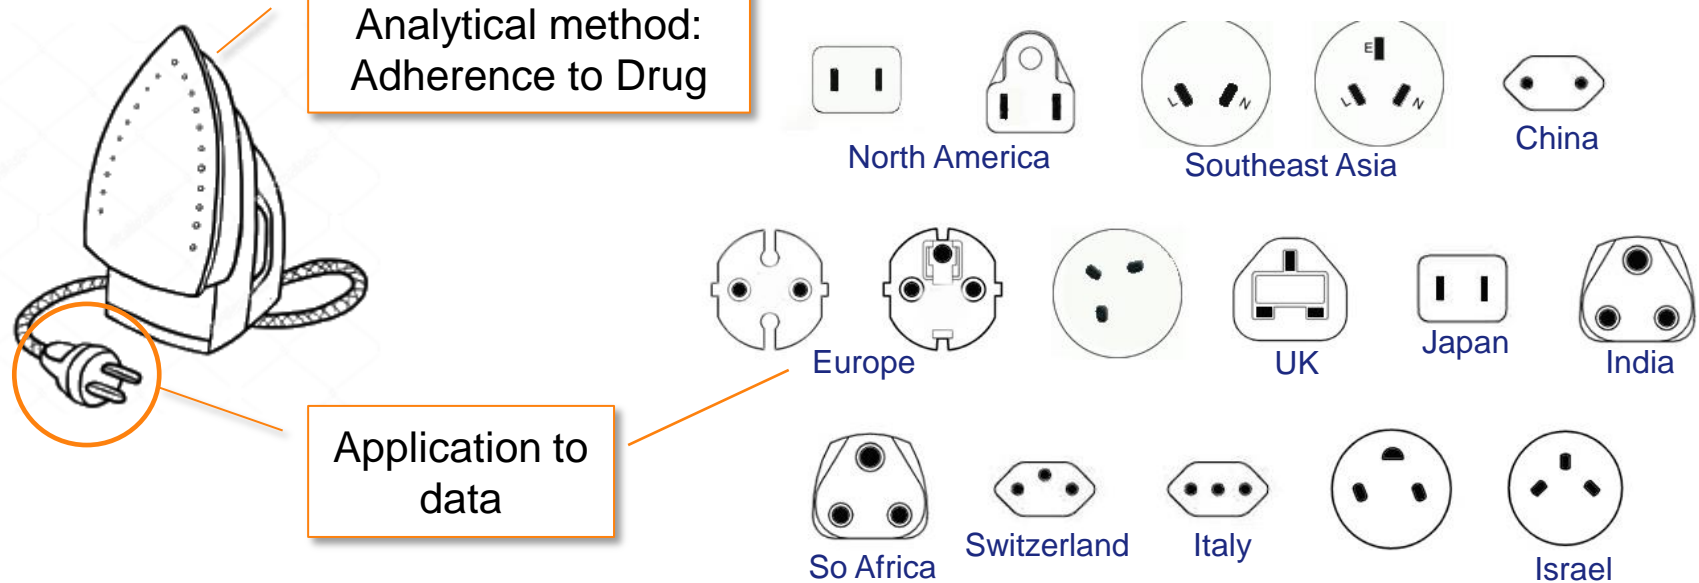 Analytical method:
Adherence to Drug
E
L N
L N
North America
Southeast Asia
China
Europe
UK
Japan
India
Application to
data
So Africa
Switzerland
Italy
Israel